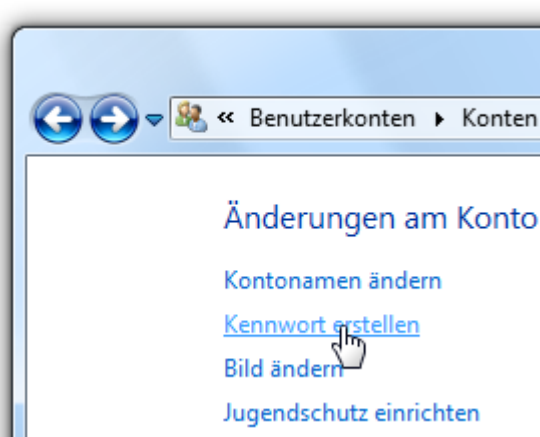 « Benutzerkonten ▸ Konten
Änderungen am Konto
Kontonamen ändern
Kennwort erstellen
Bild ändern
Jugendschutz einrichten